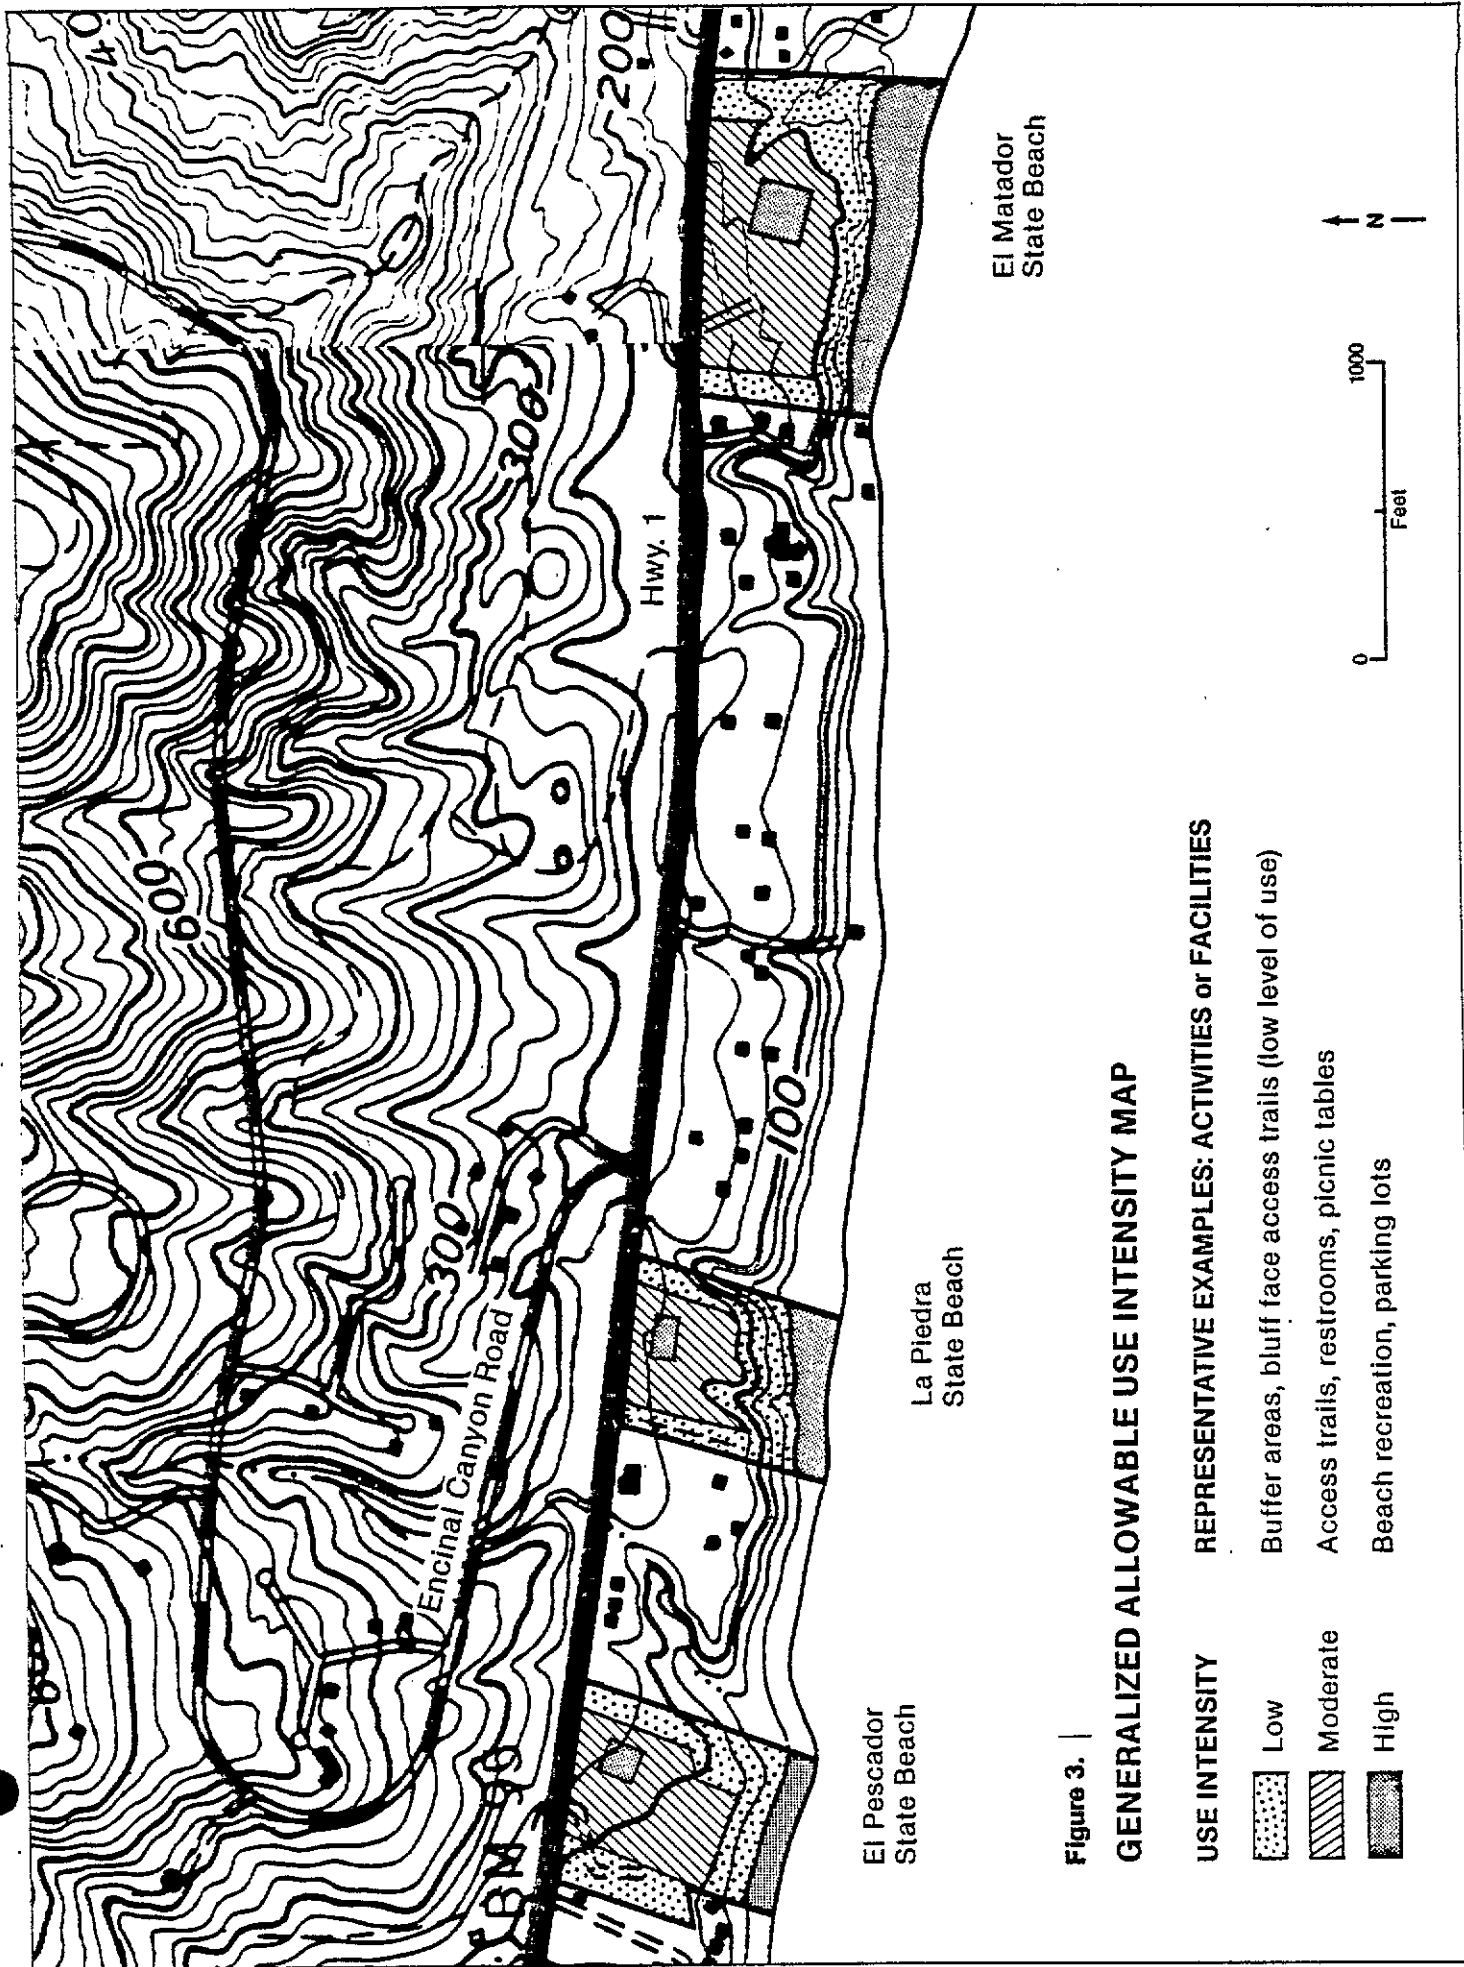 40
200
300
600
Hwy. 1
300
100
Encinal Canyon Road
BM 99
El Matador
State Beach
La Piedra
State Beach
El Pescador
State Beach
N
0
1000
Feet
Figure 3.
GENERALIZED ALLOWABLE USE INTENSITY MAP
USE INTENSITY
REPRESENTATIVE EXAMPLES: ACTIVITIES or FACILITIES
Low
Buffer areas, bluff face access trails (low level of use)
Moderate
Access trails, restrooms, picnic tables
High
Beach recreation, parking lots